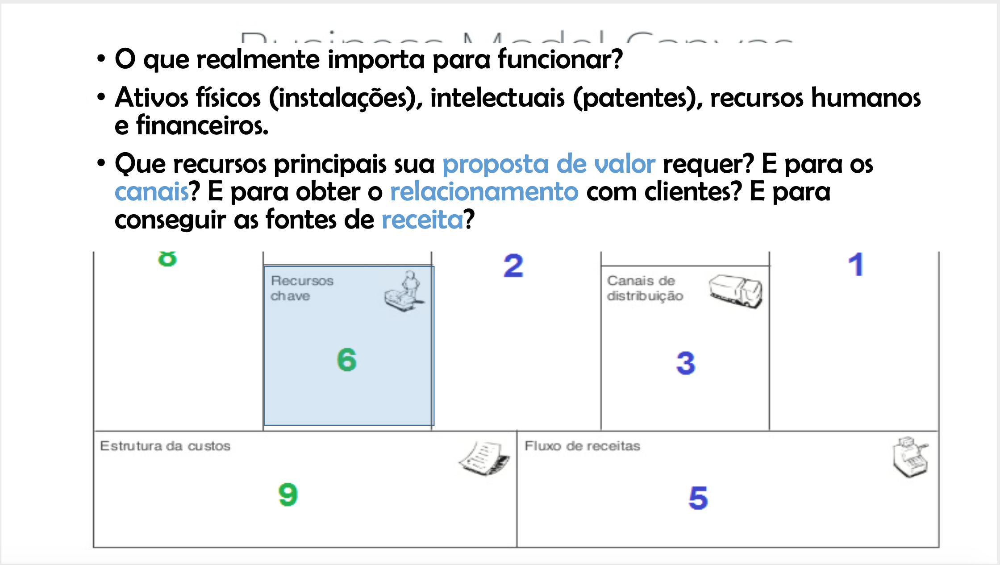 Business Model Canvas
• O que realmente importa para funcionar?
• Ativos físicos (instalações), intelectuais (patentes), recursos humanos
e financeiros.
• Que recursos principais sua proposta de valor requer? E para os
canais? E para obter o relacionamento com clientes? E para
conseguir as fontes de receita?
8
2
1
Recursos
chave
Canais de
distribuição
6
3
Estrutura da custos
Fluxo de receitas
9
5